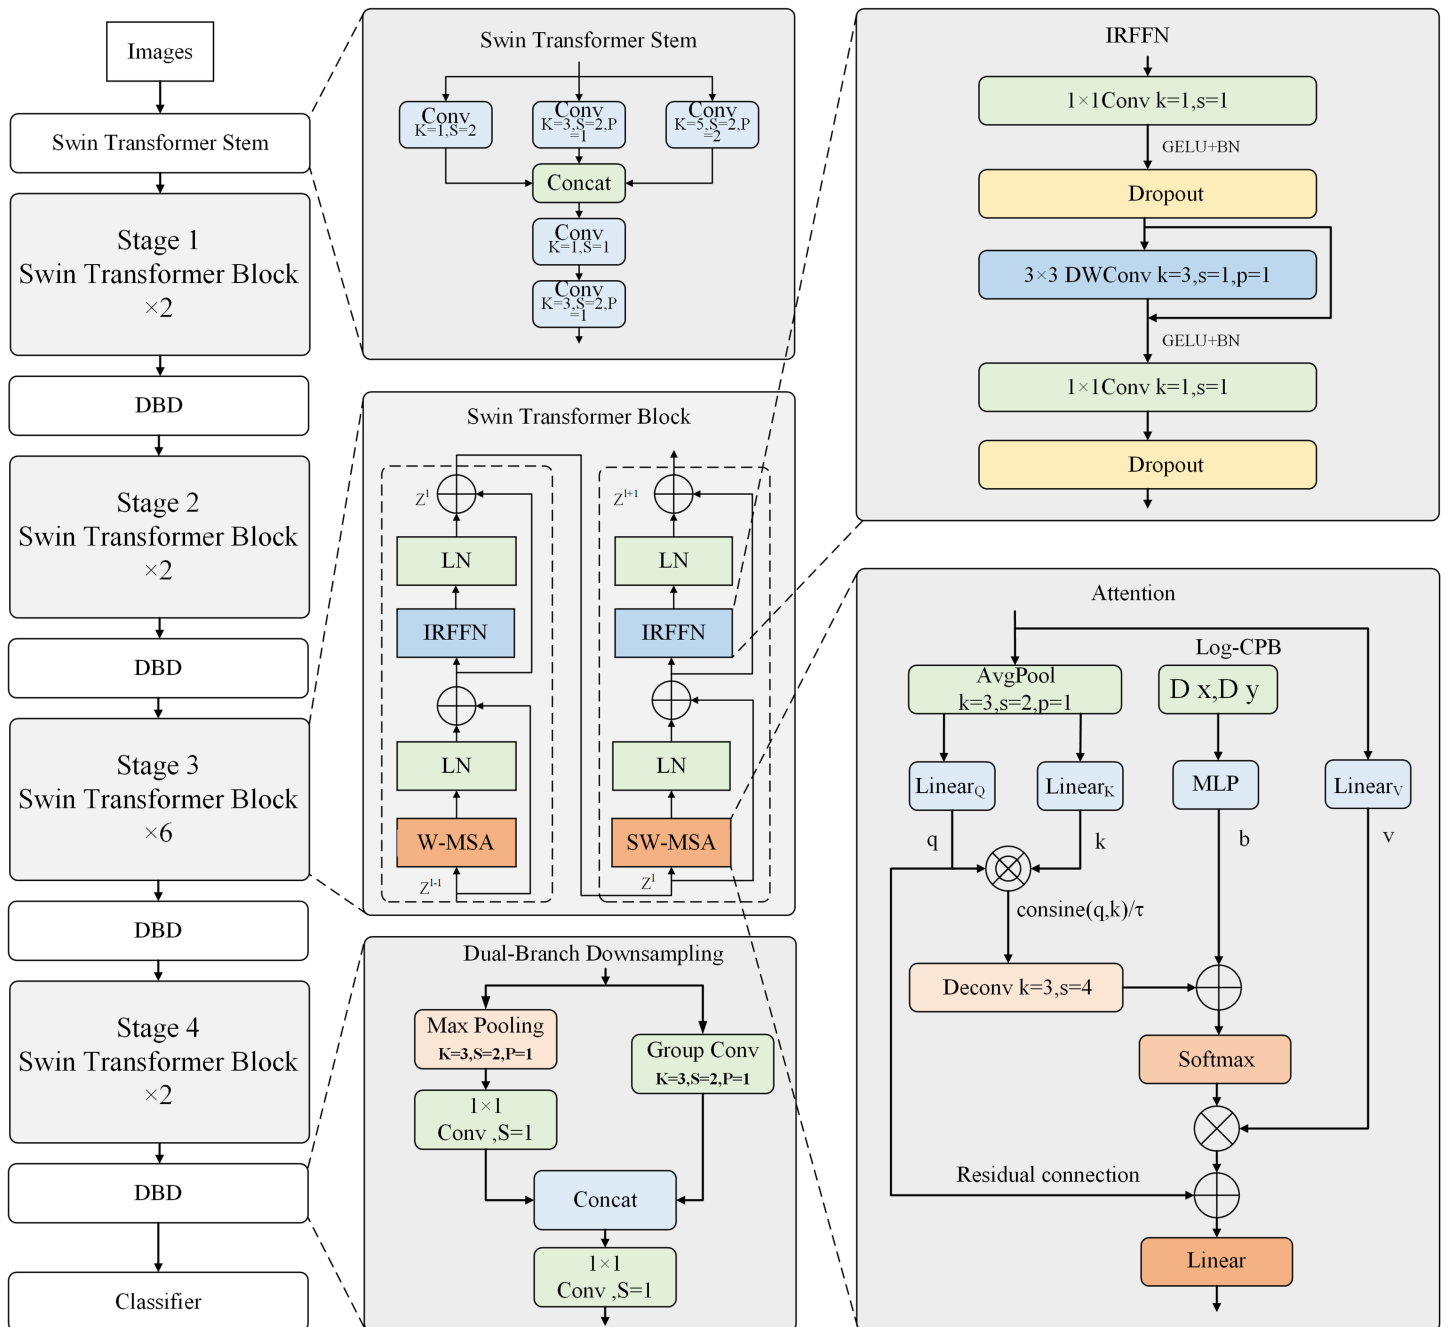 Images
Swin Transformer Stem
Stage 1
Swin Transformer Block
×2
DBD
Stage 2
Swin Transformer Block
×2
DBD
Stage 3
Swin Transformer Block
×6
DBD
Stage 4
Swin Transformer Block
×2
DBD
Classifier
Swin Transformer Stem
Conv
K=1,S=2
Conv
K=3,S=2,P
=1
Conv
K=5,S=2,P
=2
Concat
Conv
K=1,S=1
Conv
K=3,S=2,P
=1
Swin Transformer Block
Z^l
LN
IRFFN
LN
W-MSA
Z^l-1
Z^l+1
LN
IRFFN
LN
SW-MSA
Z^l
Dual-Branch Downsampling
Max Pooling
K=3,S=2,P=1
Group Conv
K=3,S=2,P=1
1×1
Conv ,S=1
Concat
1×1
Conv ,S=1
IRFFN
1×1Conv k=1,s=1
GELU+BN
Dropout
3×3 DWConv k=3,s=1,p=1
GELU+BN
1×1Conv k=1,s=1
Dropout
Attention
Log-CPB
AvgPool
k=3,s=2,p=1
D x,D y
Linear_Q
Linear_K
MLP
Linear_V
q
k
b
v
consine(q,k)/τ
Deconv k=3,s=4
Softmax
Residual connection
Linear